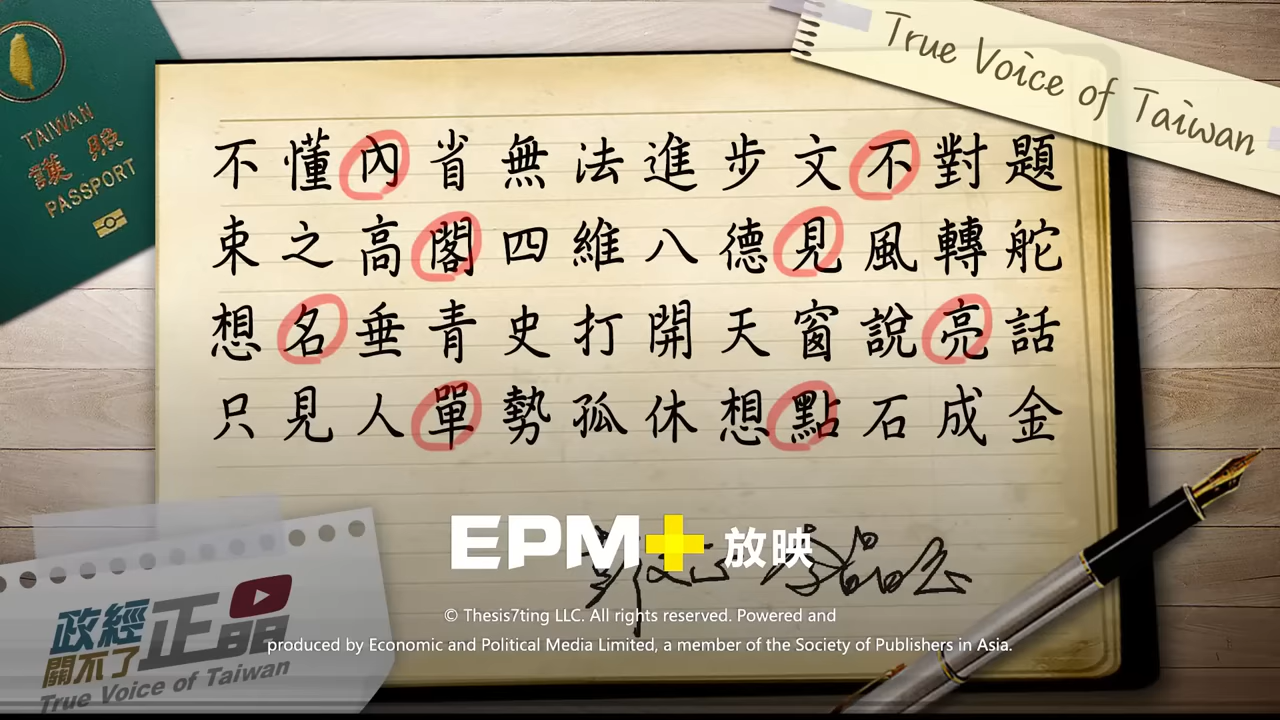 True Voice of Taiwan
TAIWAN
護照
PASSPORT
不懂內省無法進步文不對題
束之高閣四維八德見風轉舵
想名垂青史打開天窗說亮話
只見人單勢孤休想點石成金
EPM+ 放映
© Thesis7ting LLC. All rights reserved. Powered and
produced by Economic and Political Media Limited, a member of the Society of Publishers in Asia.
政經
關不了
正晶
True Voice of Taiwan